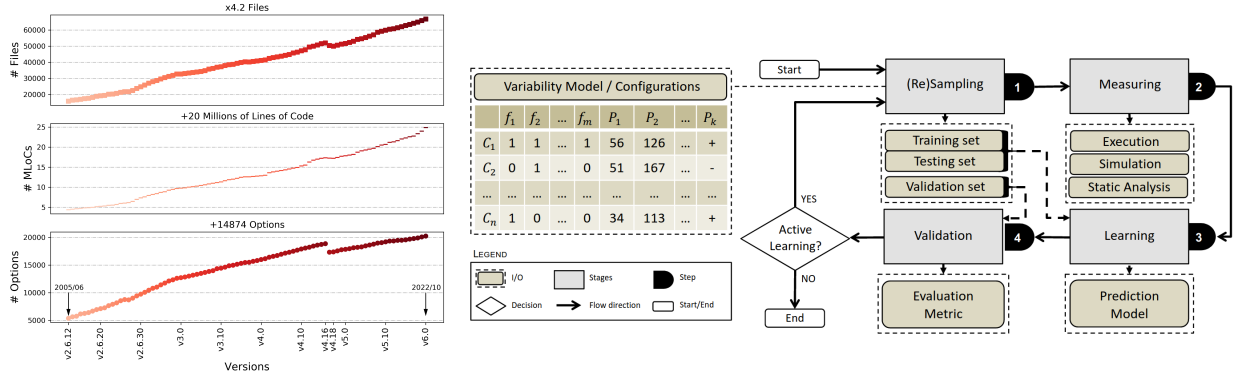 x4.2 Files
# Files
60000
50000
40000
30000
20000
10000
+20 Millions of Lines of Code
# MLoCs
25
20
15
10
5
+14874 Options
# Options
20000
15000
10000
5000
2005/06
2022/10
v2.6.12
v2.6.20
v2.6.30
v3.0
v3.10
v4.0
v4.10
v4.16
v4.18
v5.0
v5.10
v6.0
Versions
Variability Model / Configurations
f1 f2 ... fm P1 P2 ... Pk
C1 1 1 ... 1 56 126 ... +
C2 0 1 ... 0 51 167 ... -
... ... ... ... ... ... ... ... ...
Cn 1 0 ... 0 34 113 ... +
LEGEND
I/O
Stages
Step
Decision
Flow direction
Start/End
Start
(Re)Sampling
1
Measuring
2
Training set
Testing set
Validation set
Execution
Simulation
Static Analysis
YES
Active
Learning?
NO
End
Validation
4
Learning
3
Evaluation
Metric
Prediction
Model